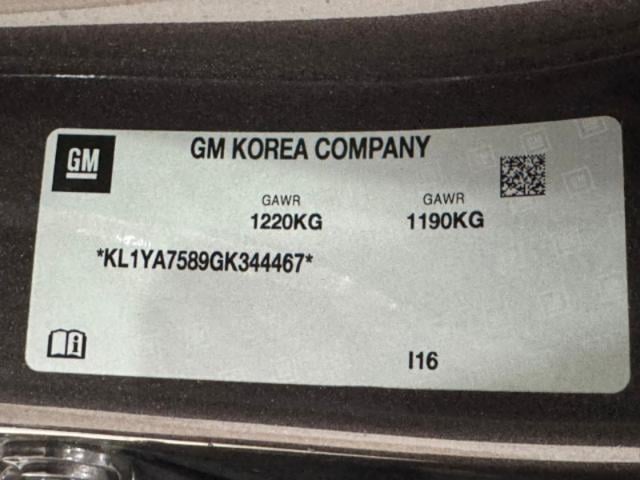 GM
GM KOREA COMPANY
GAWR GAWR
1220KG 1190KG
*KL1YA7589GK344467*
i
I16